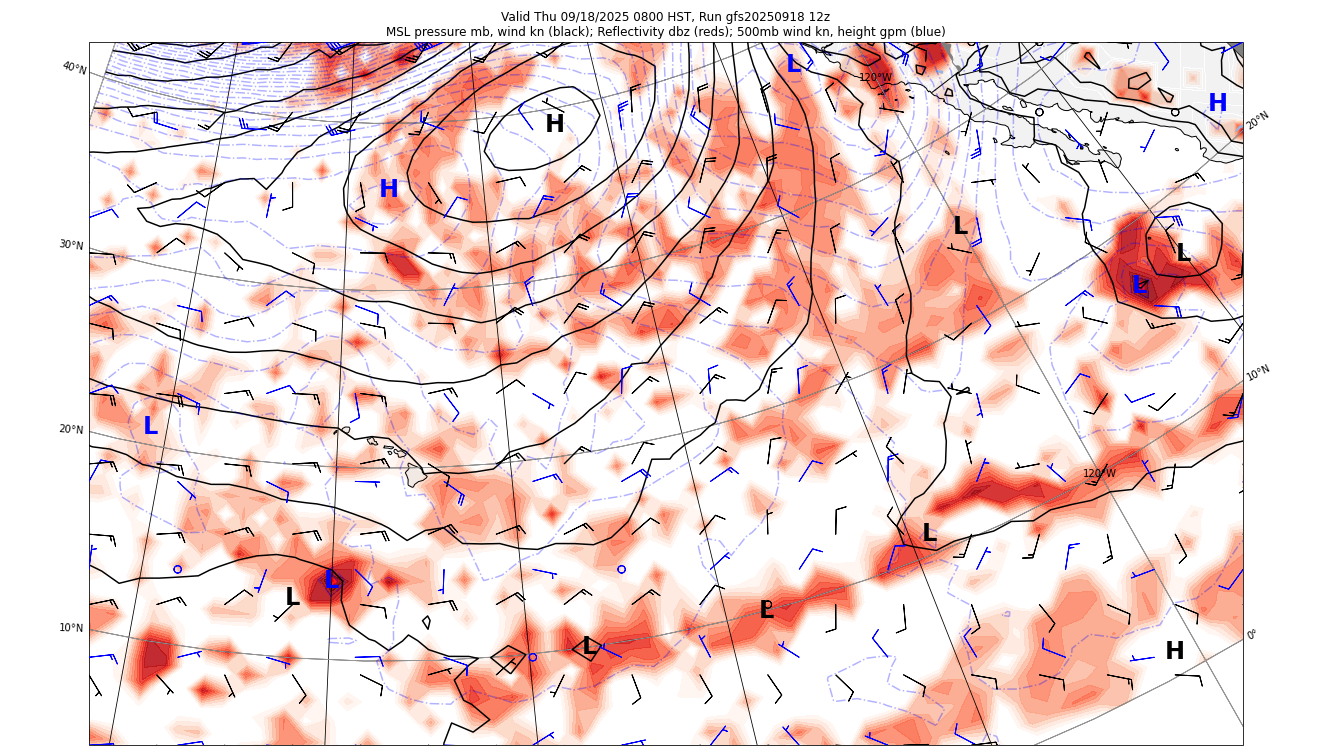 Valid Thu 09/18/2025 0800 HST, Run gfs20250918 12z
MSL pressure mb, wind kn (black); Reflectivity dbz (reds); 500mb wind kn, height gpm (blue)
40°N
L
120°W
H
20°N
H
H
L
L
30°N
L
10°N
20°N
L
120°W
L
L
L
L
10°N
L
0°
H